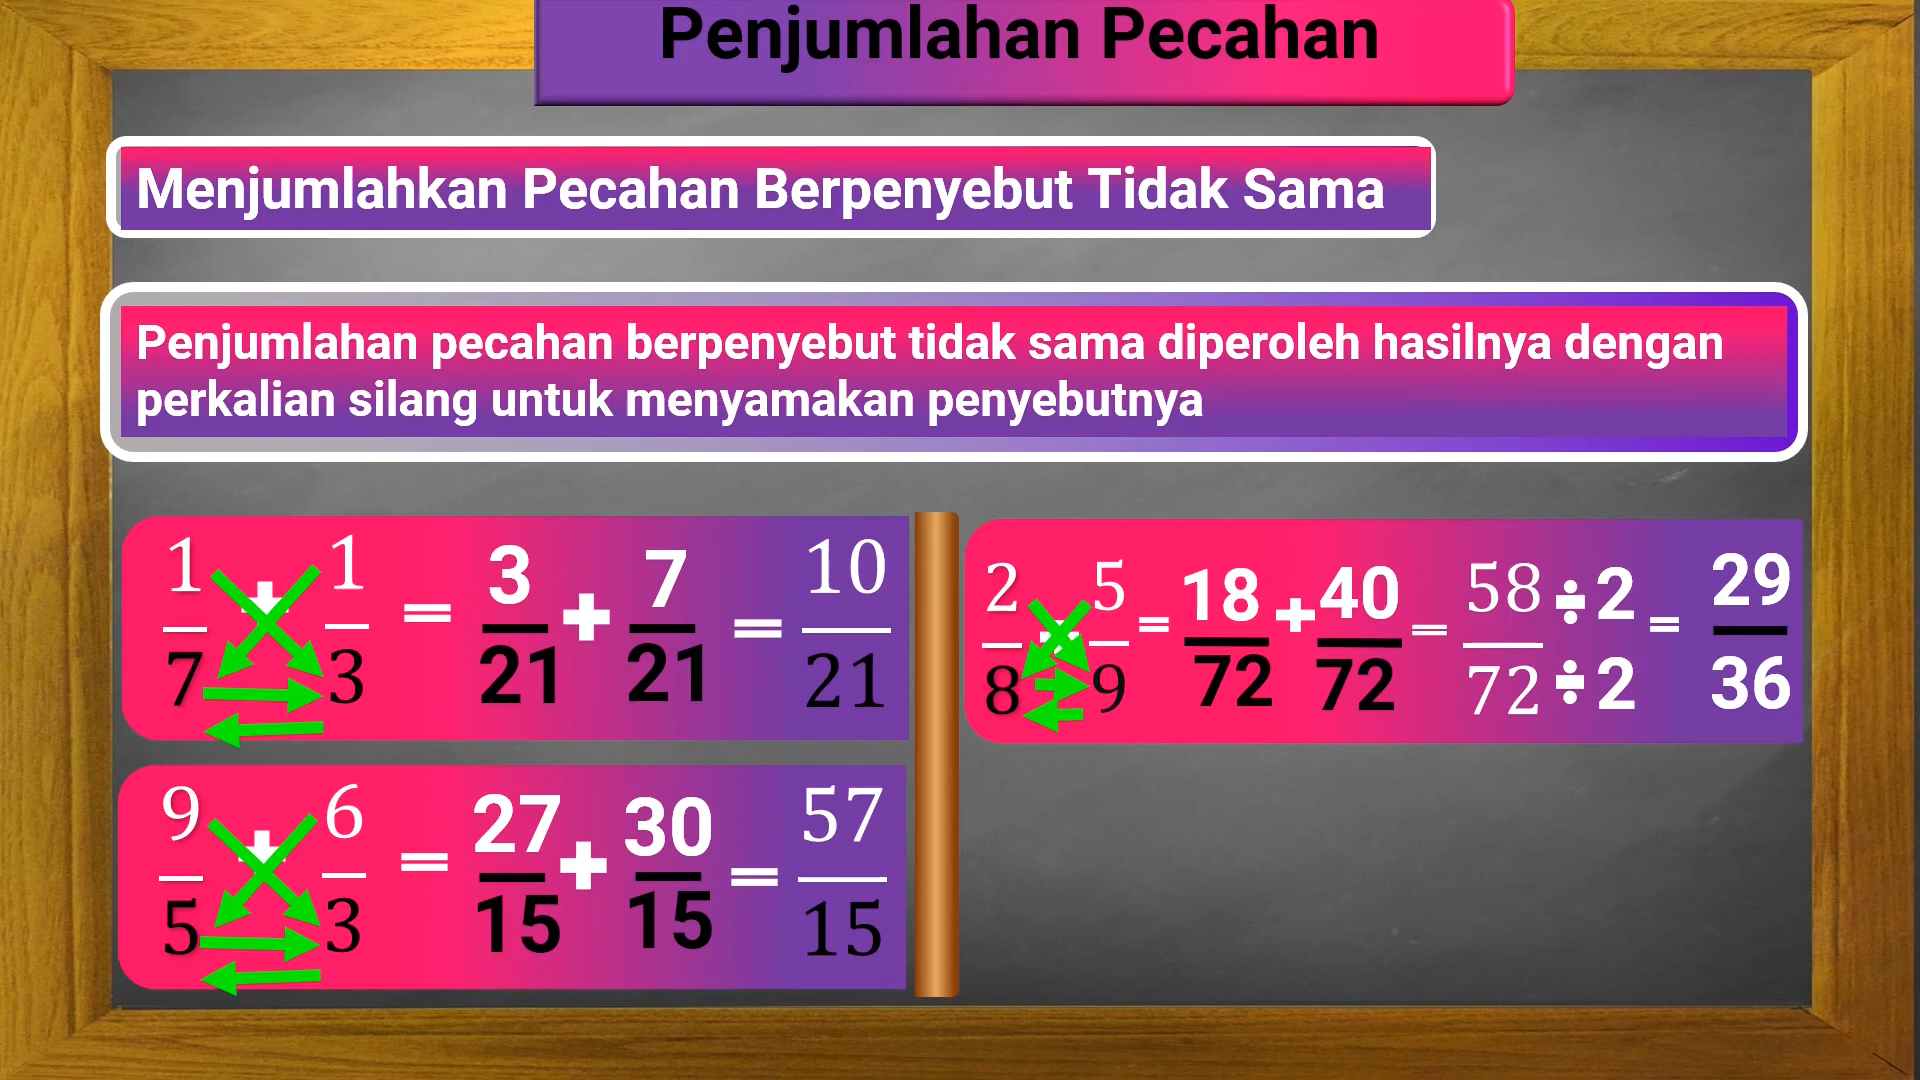 Penjumlahan Pecahan
Menjumlahkan Pecahan Berpenyebut Tidak Sama
Penjumlahan pecahan berpenyebut tidak sama diperoleh hasilnya dengan
perkalian silang untuk menyamakan penyebutnya
1/7 + 1/3 = 3/21 + 7/21 = 10/21
9/5 + 6/3 = 27/15 + 30/15 = 57/15
2/8 + 5/9 = 18/72 + 40/72 = 58/72 ÷2/÷2 = 29/36